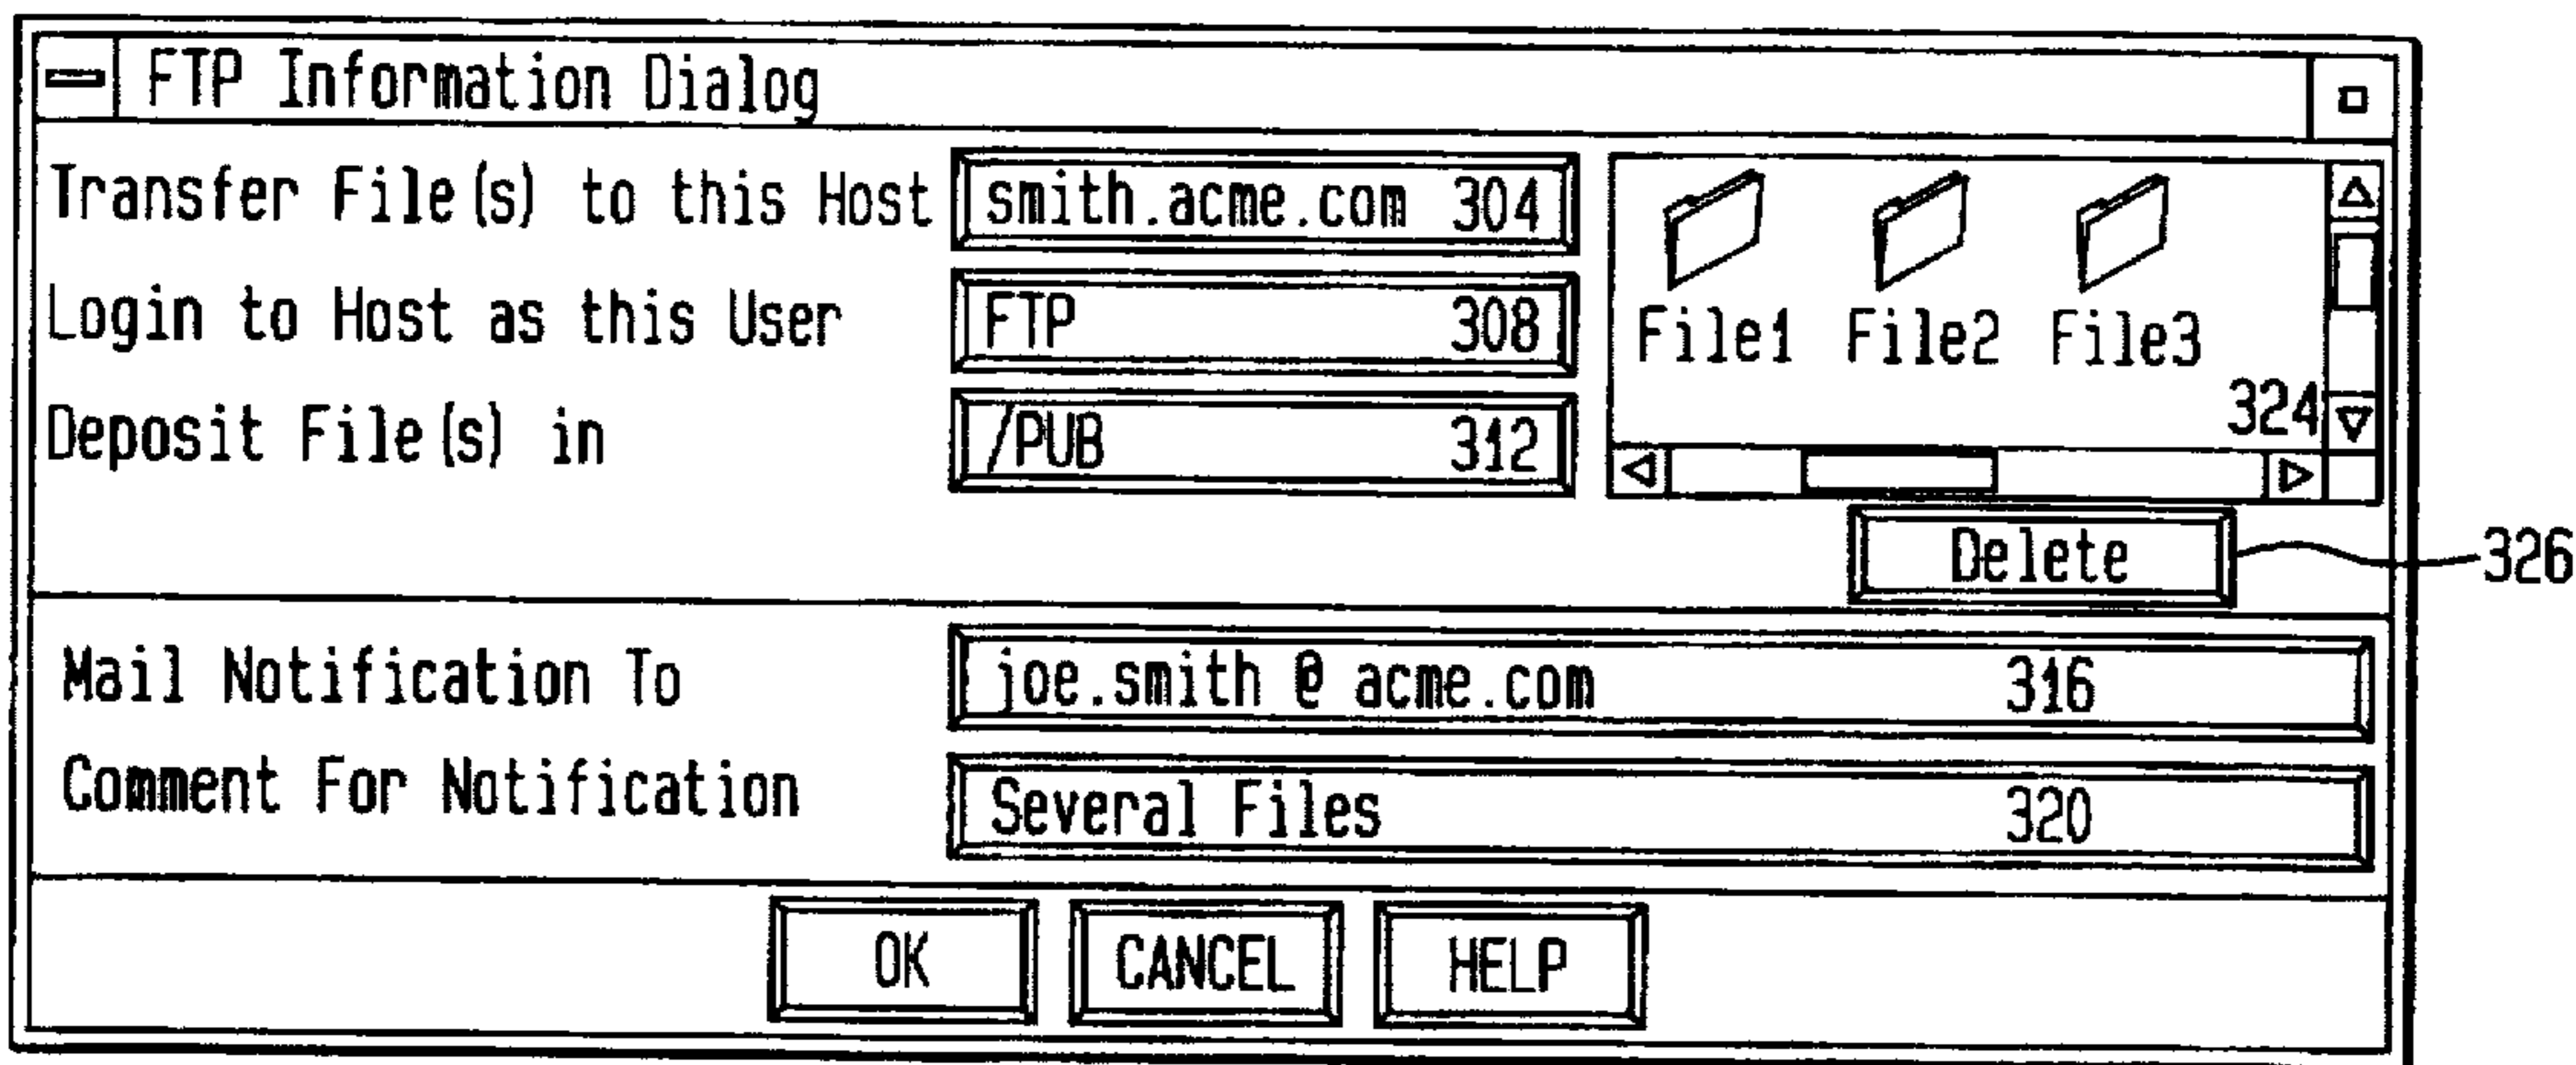 FTP Information Dialog
Transfer File(s) to this Host smith.acme.com 304
Login to Host as this User FTP 308
Deposit File(s) in /PUB 312
File1 File2 File3
324
Delete 326
Mail Notification To joe.smith @ acme.com 316
Comment For Notification Several Files 320
OK CANCEL HELP